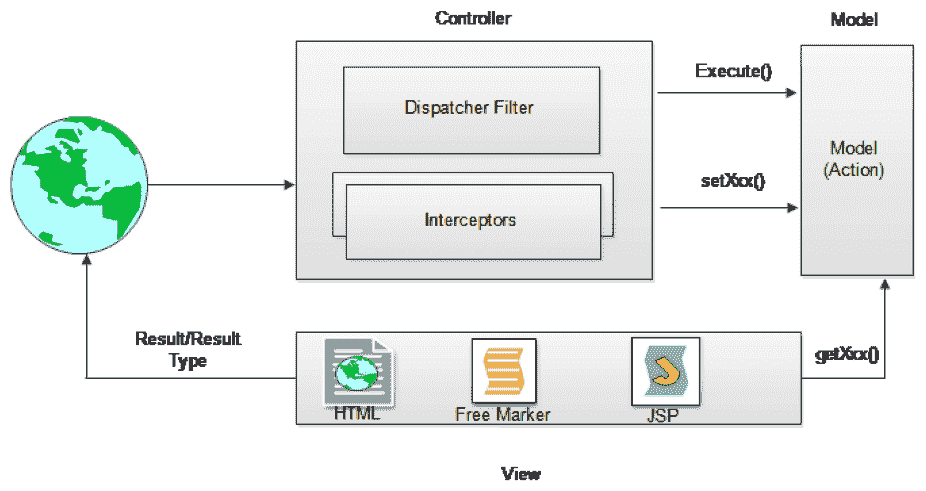 Controller
Model
Execute()
Dispatcher Filter
Model
(Action)
setXxx()
Interceptors
Result/Result
Type
getXxx()
HTML
Free Marker
JSP
View